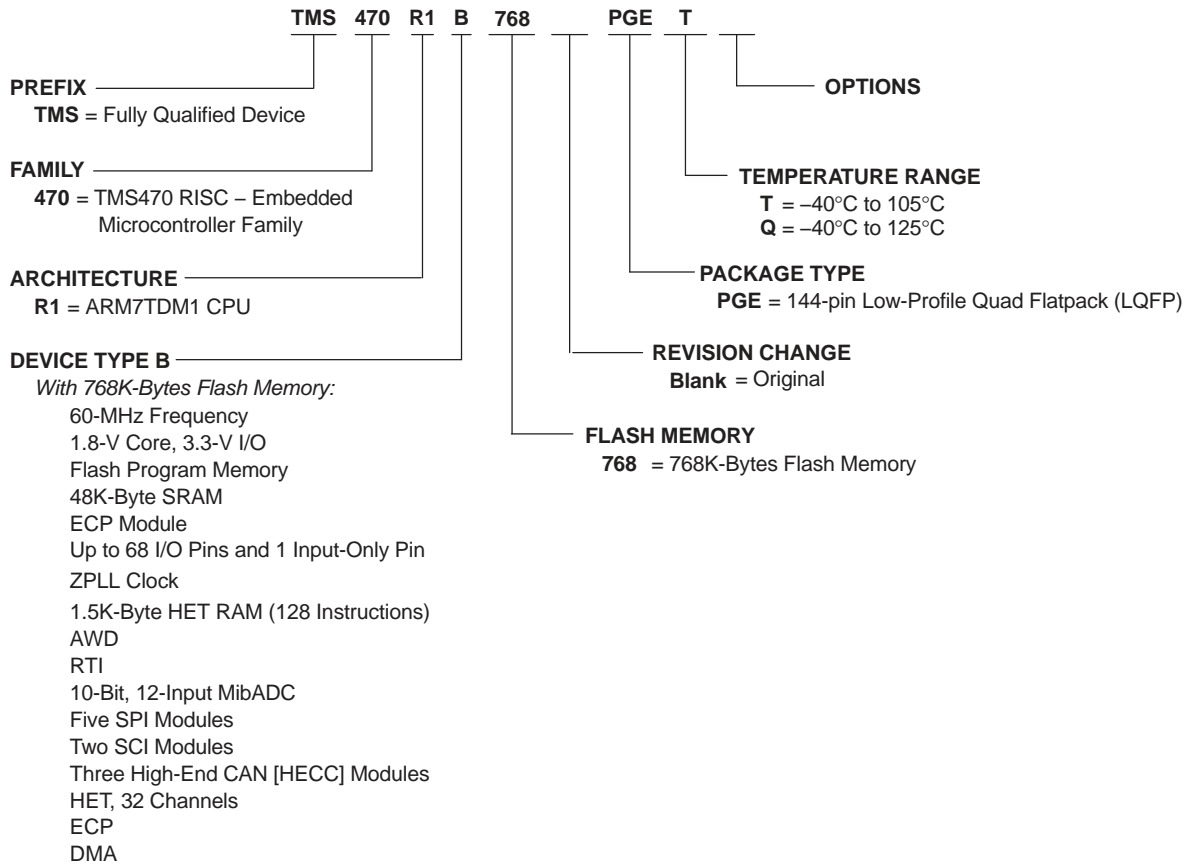 TMS 470 R1 B 768 PGE T
PREFIX
TMS = Fully Qualified Device
OPTIONS
FAMILY
470 = TMS470 RISC – Embedded
Microcontroller Family
TEMPERATURE RANGE
T = –40°C to 105°C
Q = –40°C to 125°C
ARCHITECTURE
R1 = ARM7TDM1 CPU
PACKAGE TYPE
PGE = 144-pin Low-Profile Quad Flatpack (LQFP)
DEVICE TYPE B
With 768K-Bytes Flash Memory:
60-MHz Frequency
1.8-V Core, 3.3-V I/O
Flash Program Memory
48K-Byte SRAM
ECP Module
Up to 68 I/O Pins and 1 Input-Only Pin
ZPLL Clock
1.5K-Byte HET RAM (128 Instructions)
AWD
RTI
10-Bit, 12-Input MibADC
Five SPI Modules
Two SCI Modules
Three High-End CAN [HECC] Modules
HET, 32 Channels
ECP
DMA
REVISION CHANGE
Blank = Original
FLASH MEMORY
768 = 768K-Bytes Flash Memory